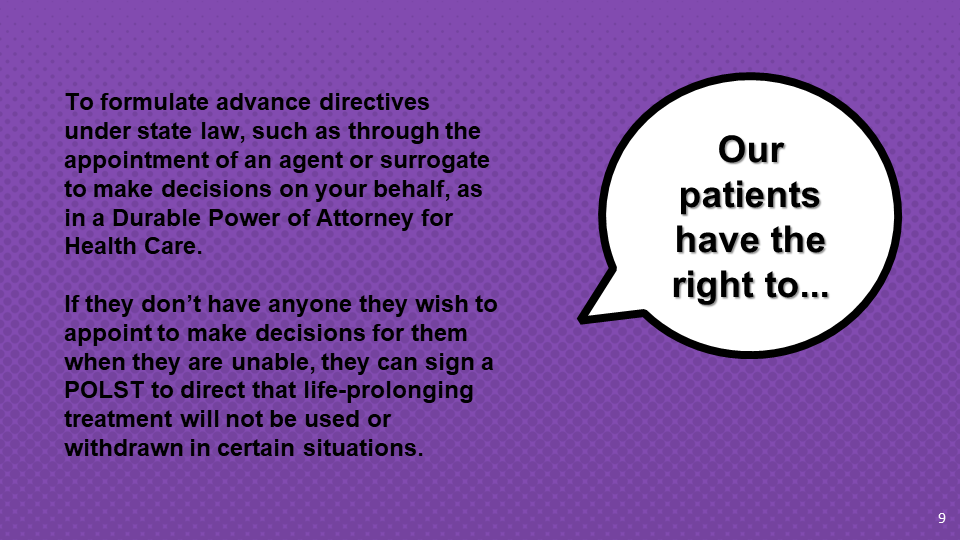 To formulate advance directives
under state law, such as through the
appointment of an agent or surrogate
to make decisions on your behalf, as
in a Durable Power of Attorney for
Health Care.
If they don’t have anyone they wish to
appoint to make decisions for them
when they are unable, they can sign a
POLST to direct that life-prolonging
treatment will not be used or
withdrawn in certain situations.
Our
patients
have the
right to...
9